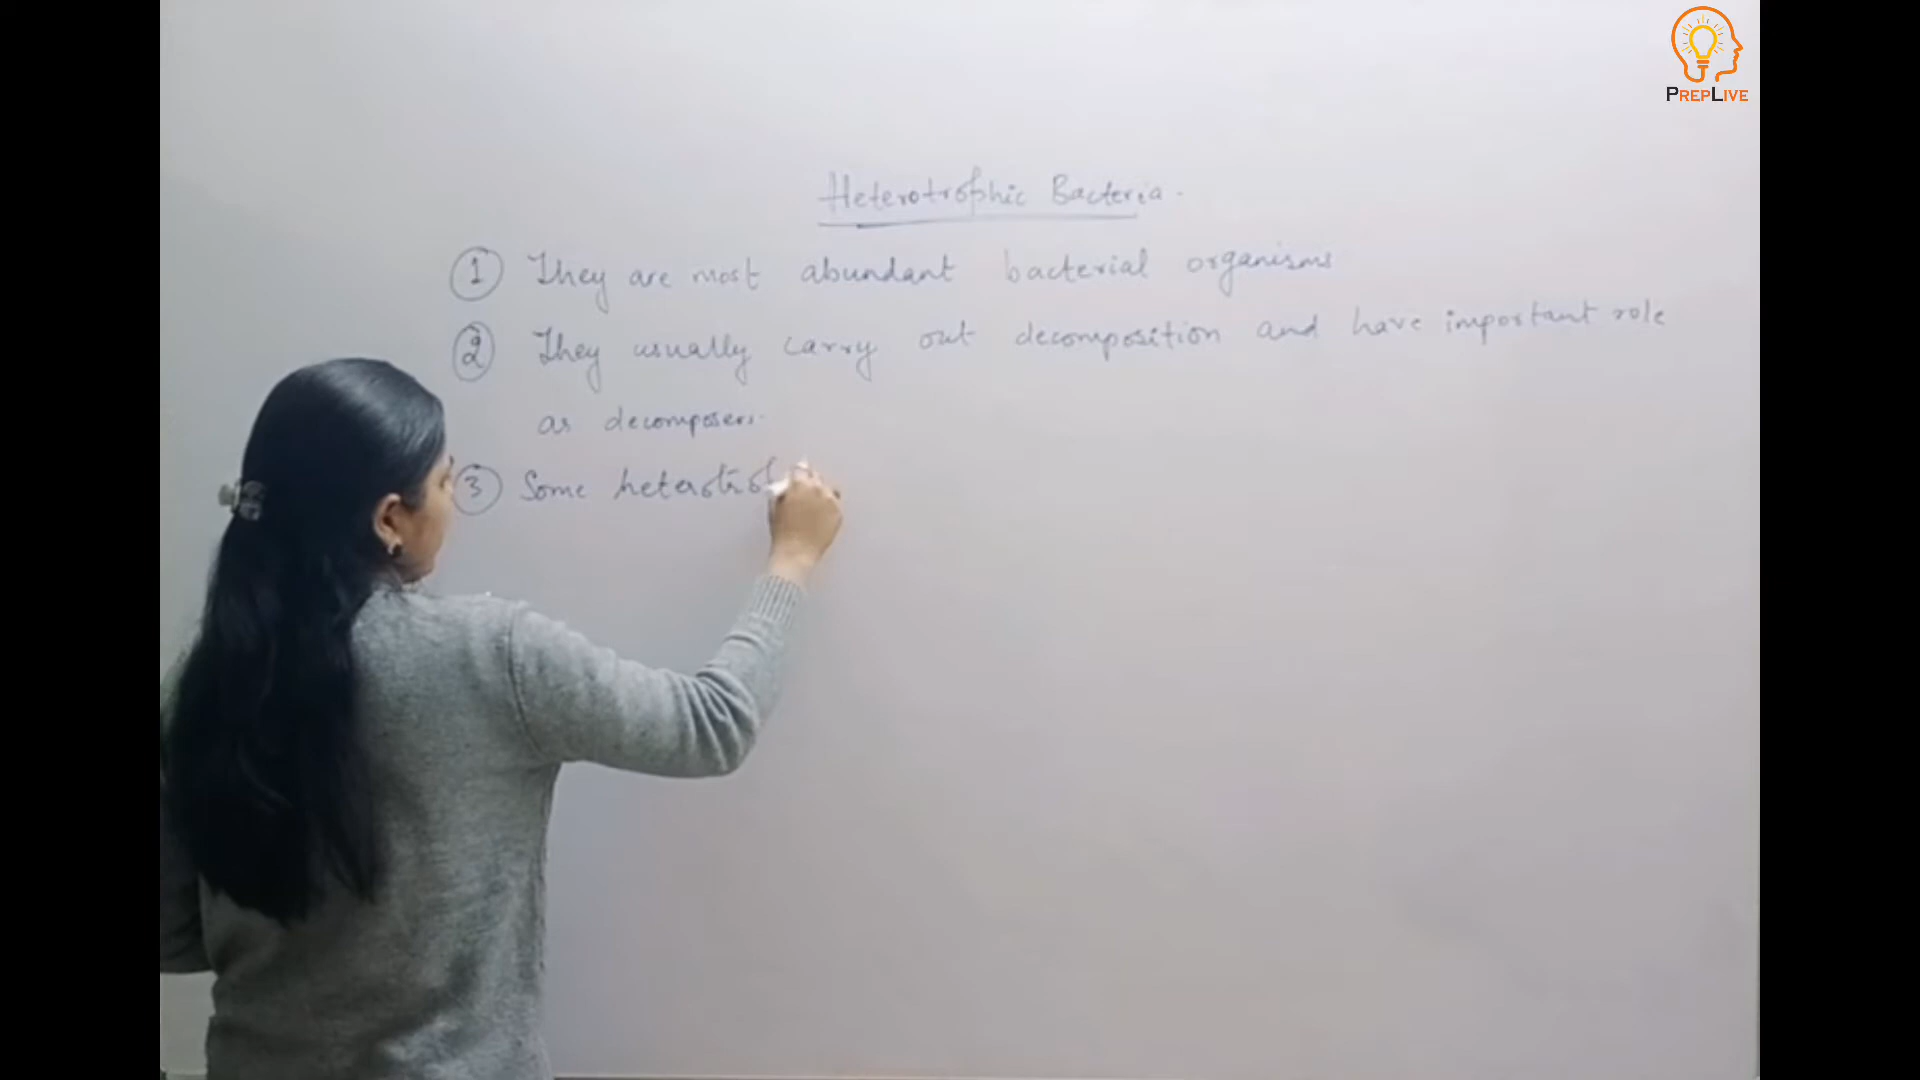 PREPLIVE
Heterotrophic Bacteria.
1 They are most abundant bacterial organisms
2 They usually carry out decomposition and have important role
as decomposers.
3 Some heterotro